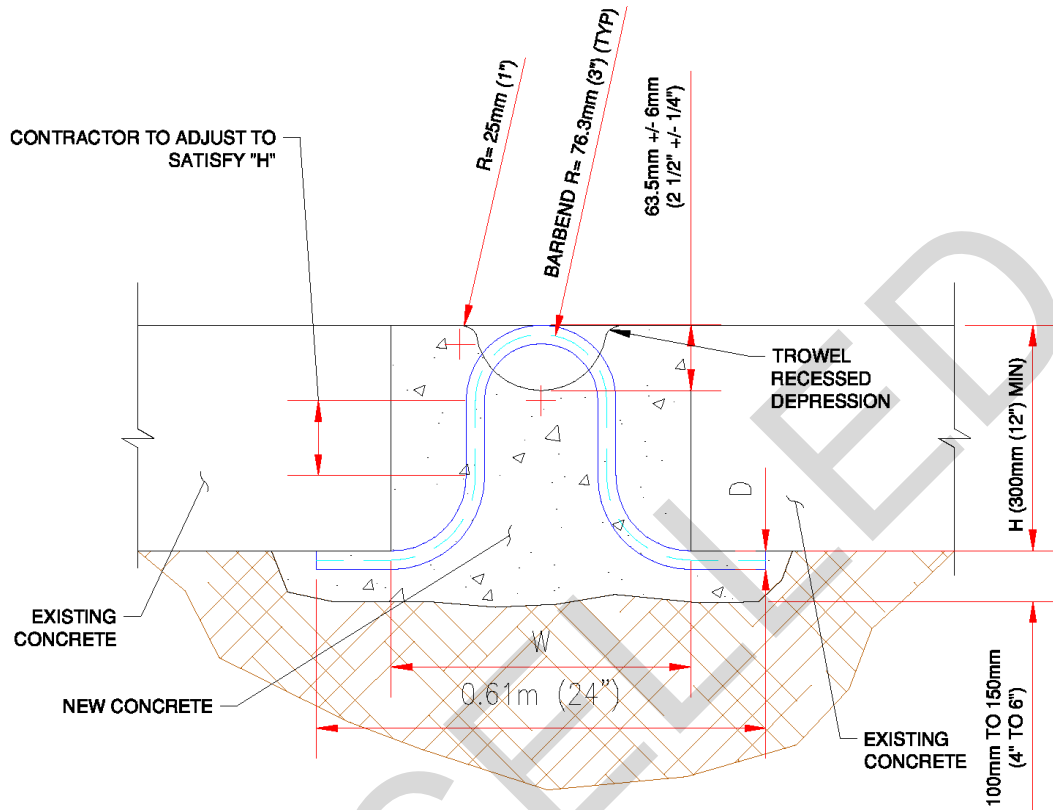 CONTRACTOR TO ADJUST TO
SATISFY "H"
R= 25mm (1")
BARBEND R= 76.3mm (3") (TYP)
63.5mm +/- 6mm
(2 1/2" +/- 1/4")
TROWEL
RECESSED
DEPRESSION
H (300mm (12") MIN)
D
EXISTING
CONCRETE
NEW CONCRETE
W
0.61m (24")
EXISTING
CONCRETE
100mm TO 150mm
(4" TO 6")